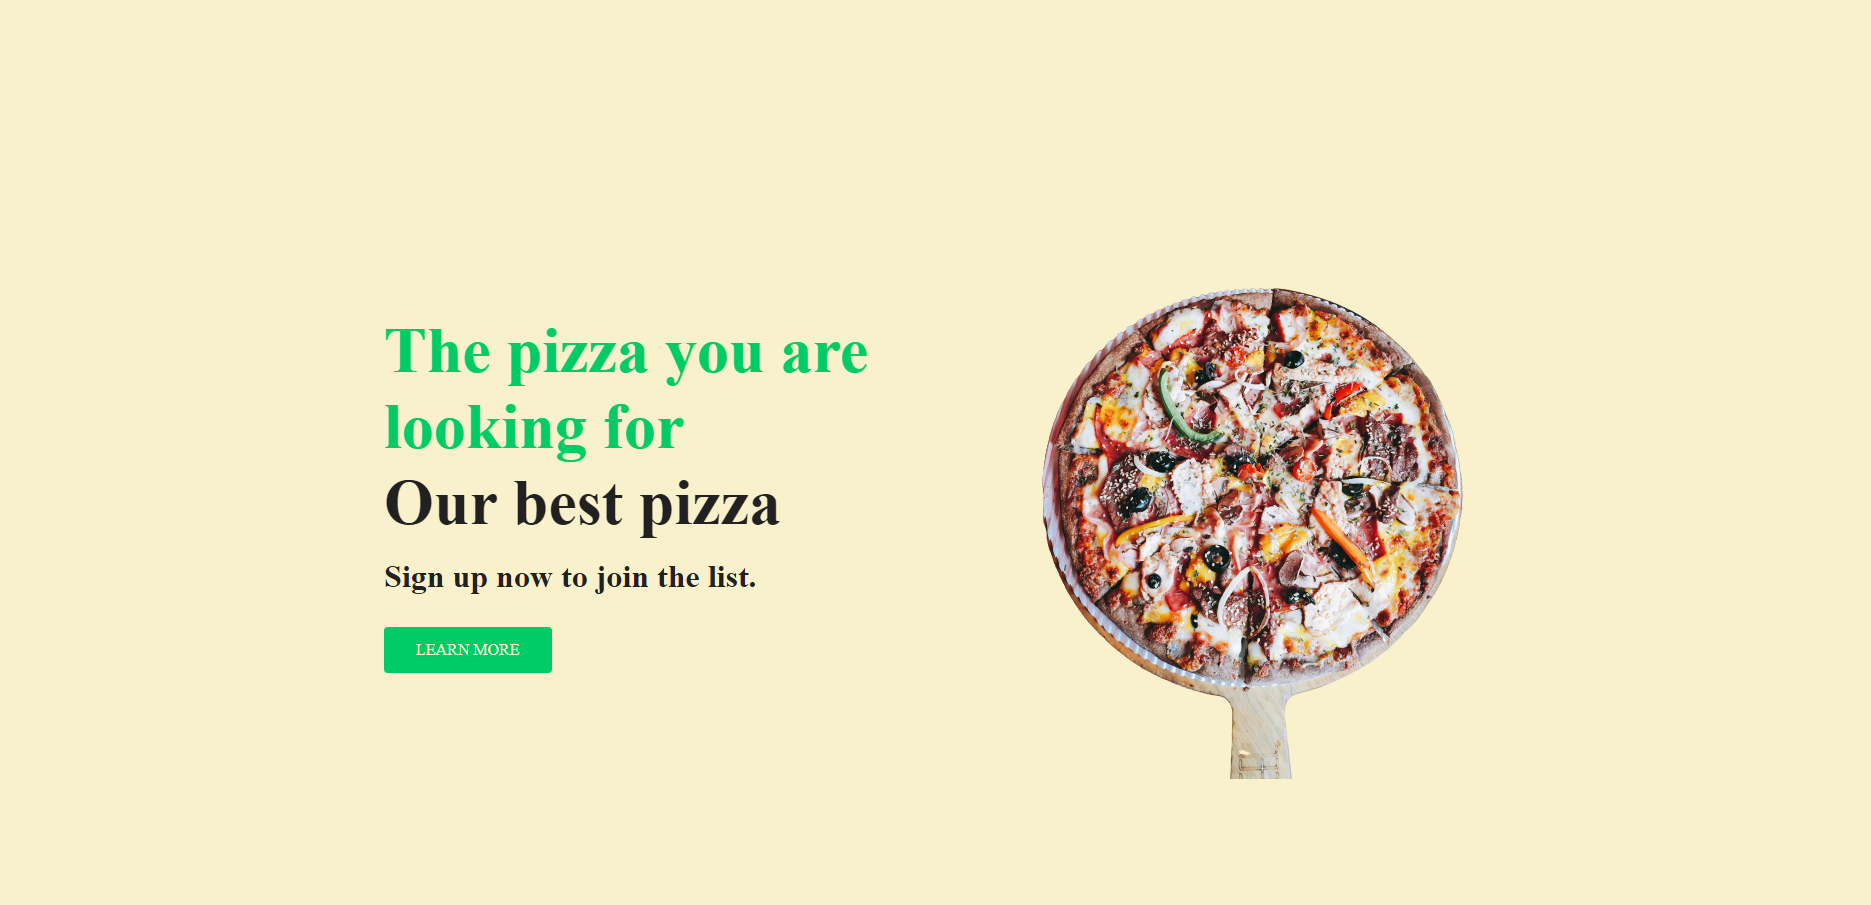 The pizza you are
looking for
Our best pizza
Sign up now to join the list.
LEARN MORE